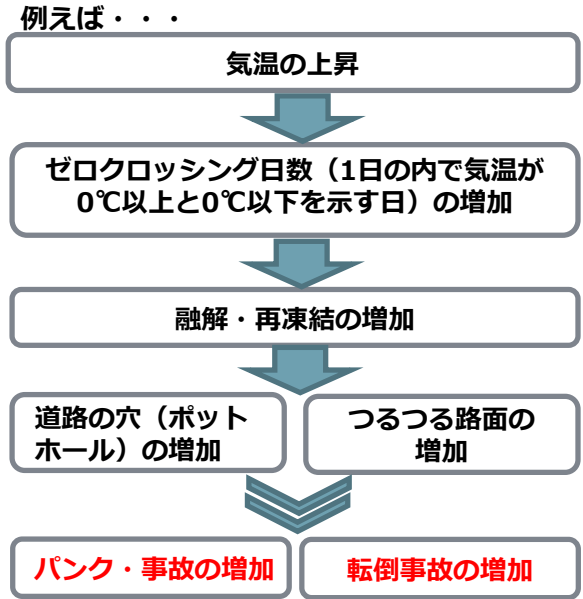 例えば・・・
気温の上昇
ゼロクロッシング日数（1日の内で気温が
0℃以上と0℃以下を示す日）の増加
融解・再凍結の増加
道路の穴（ポット
ホール）の増加
つるつる路面の
増加
パンク・事故の増加
転倒事故の増加